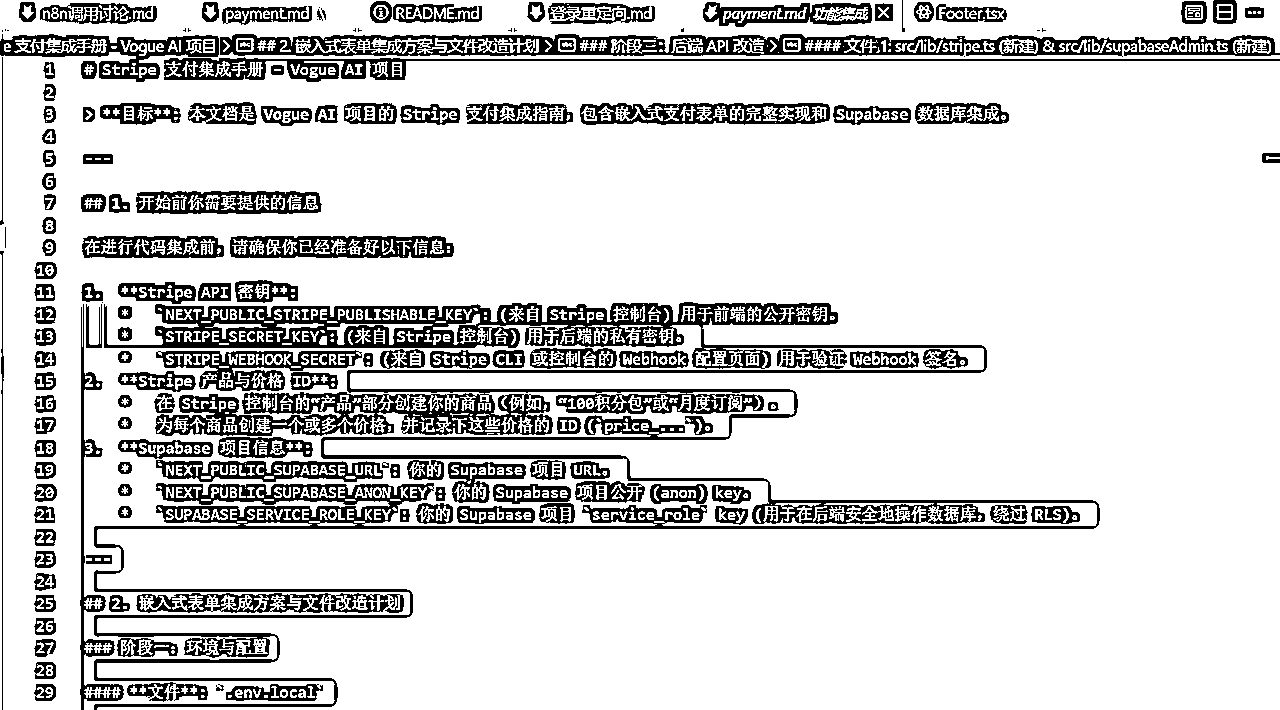 n8n调用讨论.md payment.md README.md 登录重定向.md payment.md 功能集成 Footer.tsx
e 支付集成手册 - Vogue AI 项目 > ## 2. 嵌入式表单集成方案与文件改造计划 > ### 阶段三：后端 API 改造 > #### 文件 1: src/lib/stripe.ts (新建) & src/lib/supabaseAdmin.ts (新建)
1 # Stripe 支付集成手册 - Vogue AI 项目
2
3 > **目标**: 本文档是 Vogue AI 项目的 Stripe 支付集成指南，包含嵌入式支付表单的完整实现和 Supabase 数据库集成。
4
5 ---
6
7 ## 1. 开始前你需要提供的信息
8
9 在进行代码集成前，请确保你已经准备好以下信息：
10
11 1. **Stripe API 密钥**:
12 * `NEXT_PUBLIC_STRIPE_PUBLISHABLE_KEY`: (来自 Stripe 控制台) 用于前端的公开密钥。
13 * `STRIPE_SECRET_KEY`: (来自 Stripe 控制台) 用于后端的私有密钥。
14 * `STRIPE_WEBHOOK_SECRET`: (来自 Stripe CLI 或控制台的 Webhook 配置页面) 用于验证 Webhook 签名。
15 2. **Stripe 产品与价格 ID**:
16 * 在 Stripe 控制台的“产品”部分创建你的商品（例如，“100积分包”或“月度订阅”）。
17 * 为每个商品创建一个或多个价格，并记录下这些价格的 ID (`price_...`)。
18 3. **Supabase 项目信息**:
19 * `NEXT_PUBLIC_SUPABASE_URL`: 你的 Supabase 项目 URL。
20 * `NEXT_PUBLIC_SUPABASE_ANON_KEY`: 你的 Supabase 项目公开 (anon) key。
21 * `SUPABASE_SERVICE_ROLE_KEY`: 你的 Supabase 项目 `service_role` key (用于在后端安全地操作数据库，绕过 RLS)。
22
23 ---
24
25 ## 2. 嵌入式表单集成方案与文件改造计划
26
27 ### 阶段一：环境与配置
28
29 #### **文件**: `.env.local`